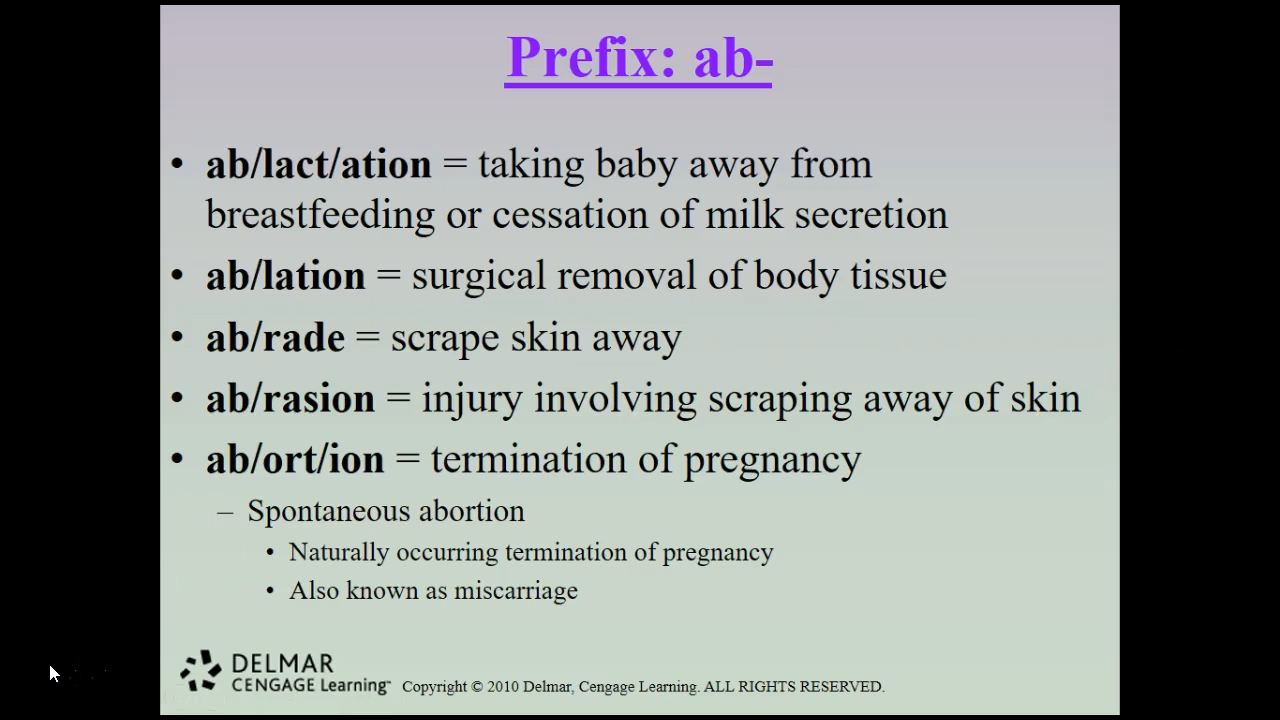 Prefix: ab-
• ab/lact/ation = taking baby away from
breastfeeding or cessation of milk secretion
• ab/lation = surgical removal of body tissue
• ab/rade = scrape skin away
• ab/rasion = injury involving scraping away of skin
• ab/ort/ion = termination of pregnancy
– Spontaneous abortion
• Naturally occurring termination of pregnancy
• Also known as miscarriage
DELMAR
CENGAGE Learning™
Copyright © 2010 Delmar, Cengage Learning. ALL RIGHTS RESERVED.